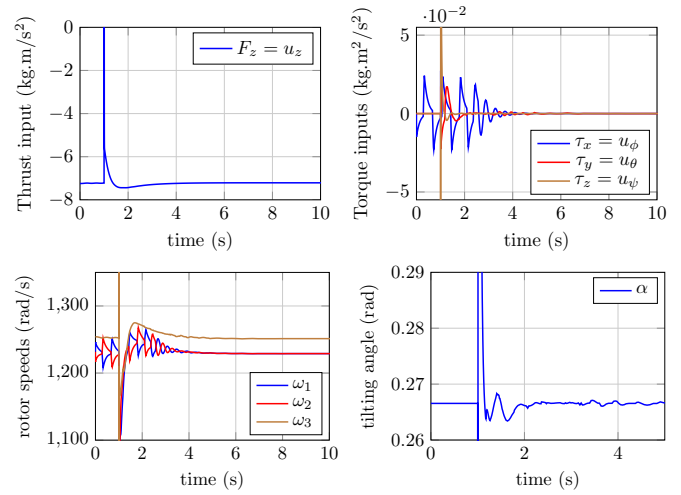 0
−2
−4
−6
−8
0 2 4 6 8 10
time (s)
Thrust input (kg.m/s²)
F_z = u_z
·10⁻²
5
0
−5
0 2 4 6 8 10
time (s)
Torque inputs (kg.m²/s²)
τ_x = u_ϕ
τ_y = u_θ
τ_z = u_ψ
1,300
1,200
1,100
0 2 4 6 8 10
time (s)
rotor speeds (rad/s)
ω₁
ω₂
ω₃
0.29
0.28
0.27
0.26
0 2 4
time (s)
tilting angle (rad)
α